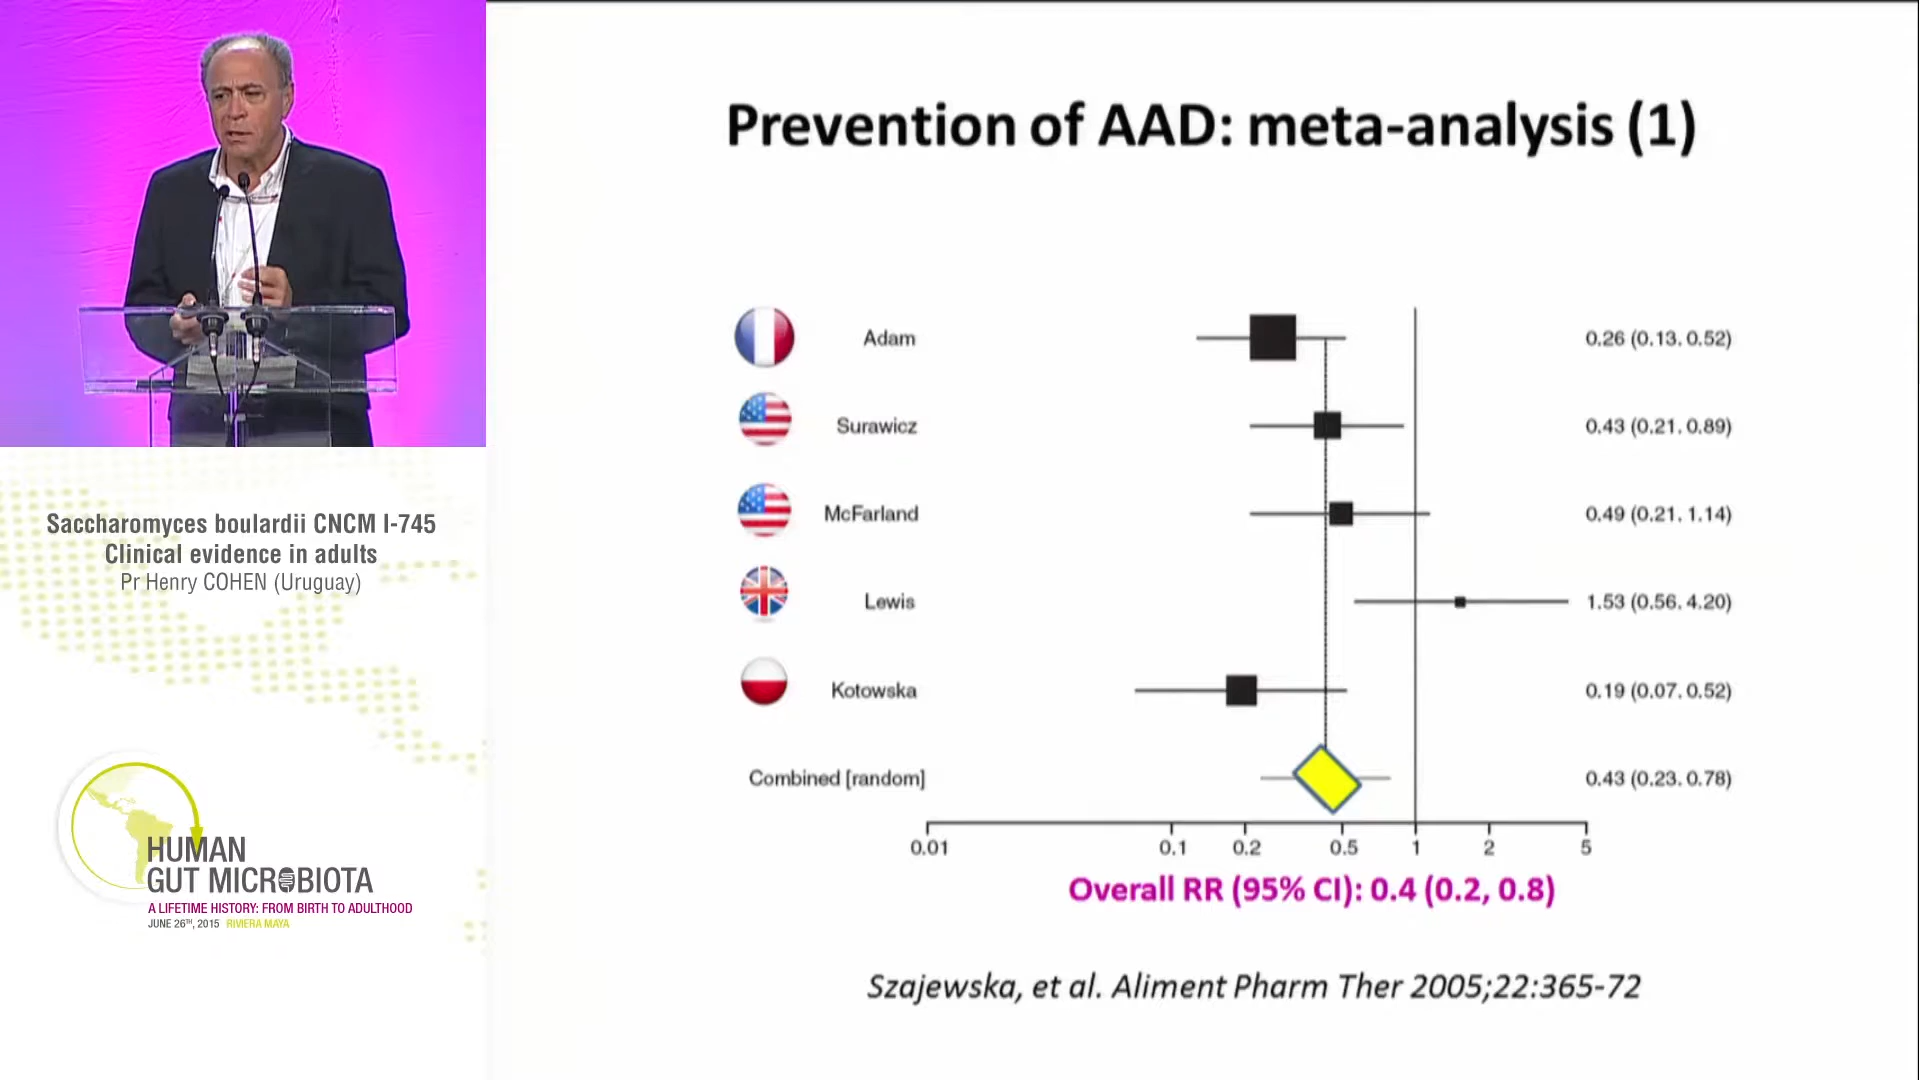 Prevention of AAD: meta-analysis (1)
Adam 0.26 (0.13. 0.52)
Surawicz 0.43 (0.21. 0.89)
McFarland 0.49 (0.21. 1.14)
Lewis 1.53 (0.56. 4.20)
Kotowska 0.19 (0.07. 0.52)
Combined [random] 0.43 (0.23. 0.78)
0.01 0.1 0.2 0.5 1 2 5
Overall RR (95% CI): 0.4 (0.2, 0.8)
Szajewska, et al. Aliment Pharm Ther 2005;22:365-72
Saccharomyces boulardii CNCM I-745
Clinical evidence in adults
Pr Henry COHEN (Uruguay)
HUMAN
GUT MICROBIOTA
A LIFETIME HISTORY: FROM BIRTH TO ADULTHOOD
JUNE 26TH, 2015 RIVIERA MAYA